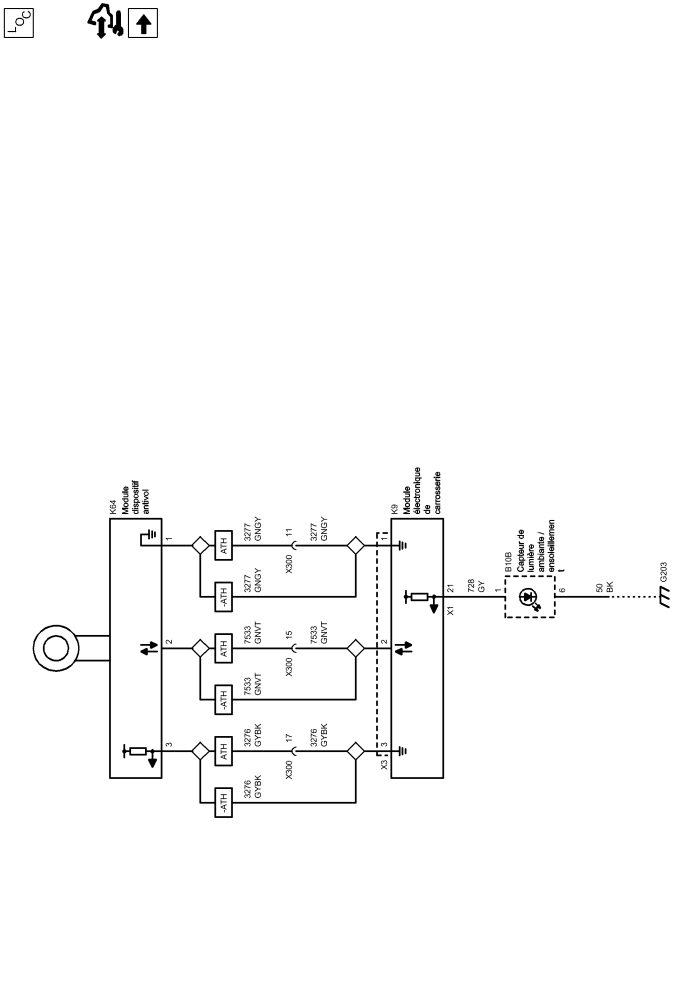 LOC
K64
Module
dispositif
antivol
1
2
3
ATH
-ATH
ATH
-ATH
ATH
-ATH
3277
GNGY
3277
GNGY
7533
GNVT
7533
GNVT
3276
GYBK
3276
GYBK
11
X300
15
X300
17
X300
3277
GNGY
7533
GNVT
3276
GYBK
1
2
3
X3
K9
Module
électronique
de
carrosserie
21
X1
728
GY
1
B10B
Capteur de
lumière
ambiante /
ensoleillemen
t
6
50
BK
G203